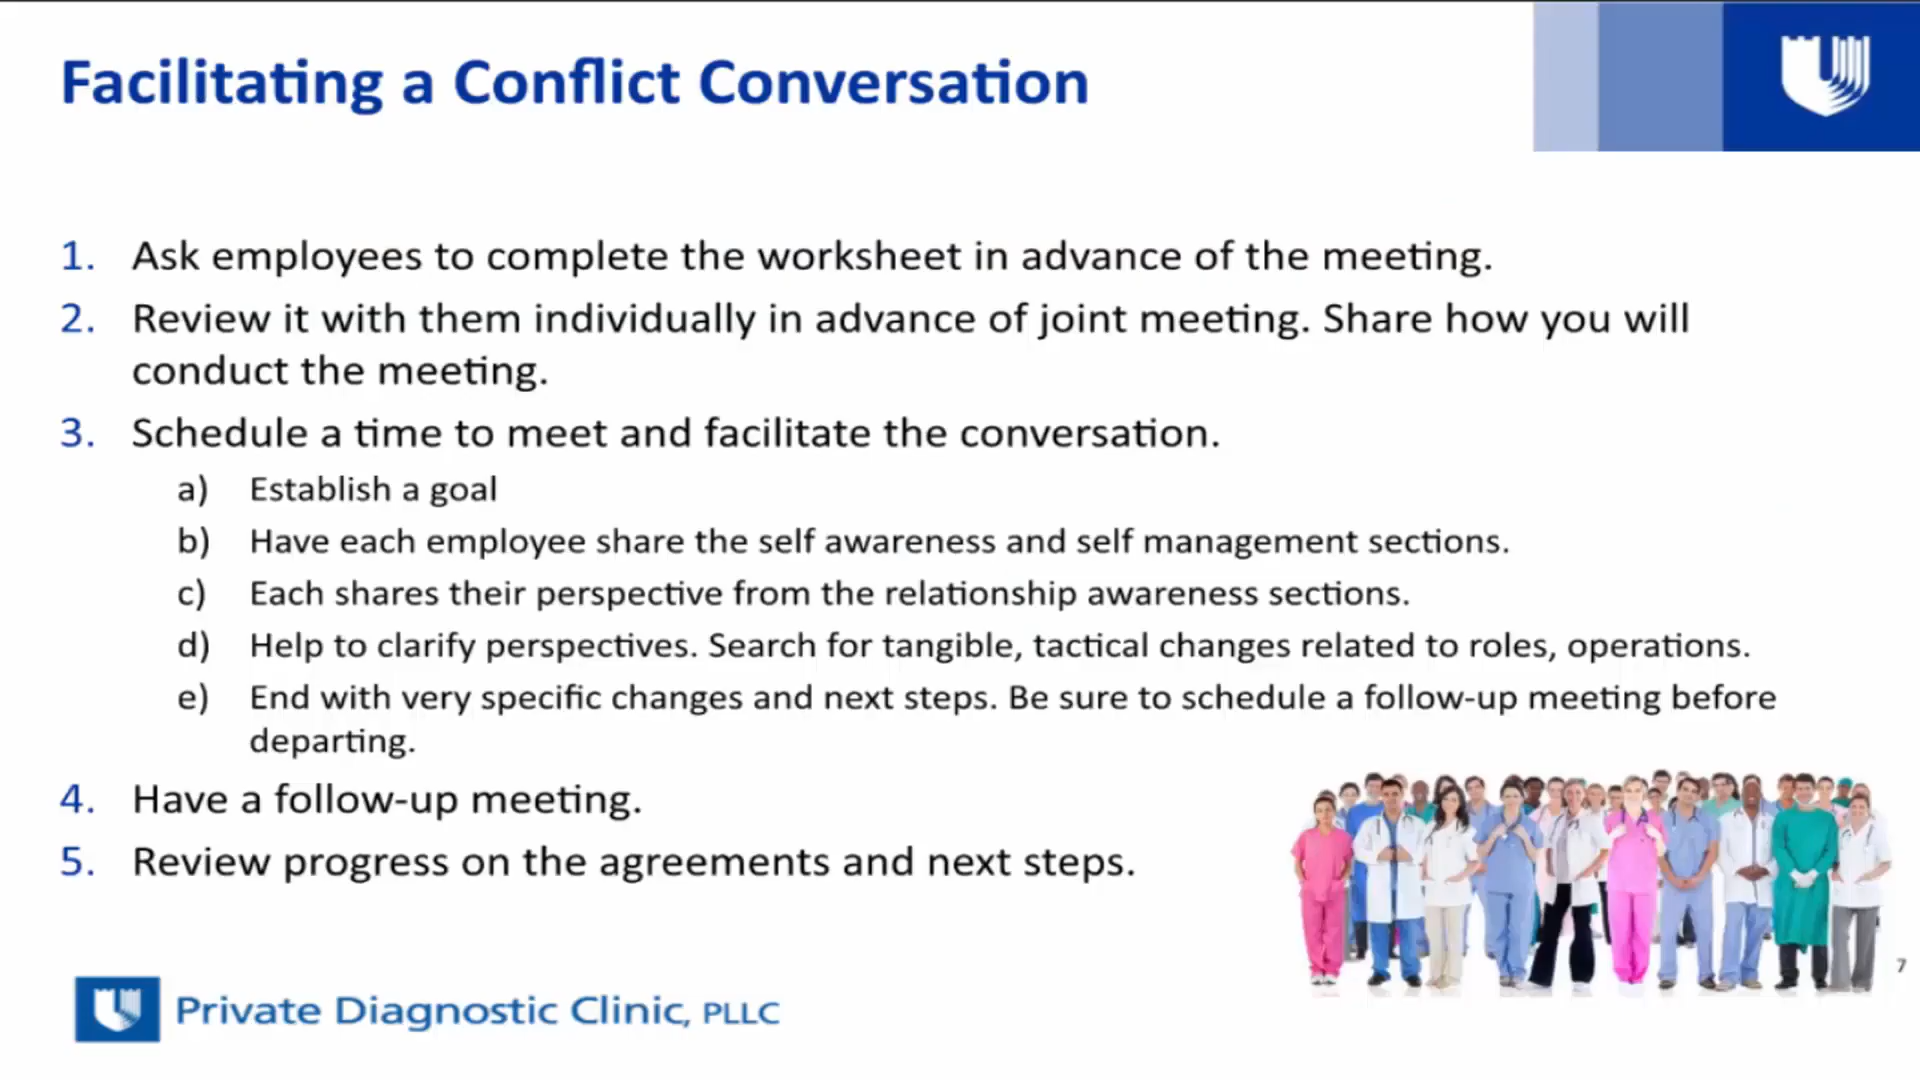 Facilitating a Conflict Conversation
1. Ask employees to complete the worksheet in advance of the meeting.
2. Review it with them individually in advance of joint meeting. Share how you will
conduct the meeting.
3. Schedule a time to meet and facilitate the conversation.
a) Establish a goal
b) Have each employee share the self awareness and self management sections.
c) Each shares their perspective from the relationship awareness sections.
d) Help to clarify perspectives. Search for tangible, tactical changes related to roles, operations.
e) End with very specific changes and next steps. Be sure to schedule a follow-up meeting before
departing.
4. Have a follow-up meeting.
5. Review progress on the agreements and next steps.
7
Private Diagnostic Clinic, PLLC